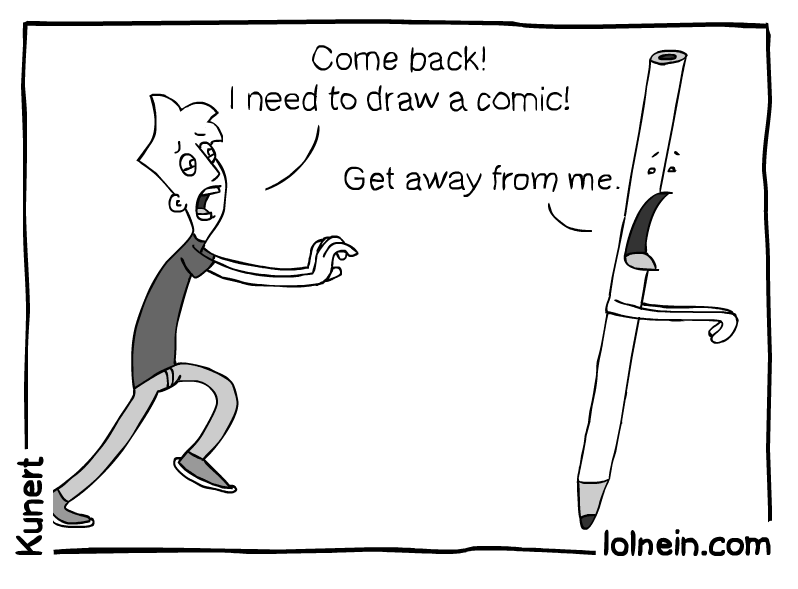 Come back!
I need to draw a comic!
Get away from me.
Kunert
lolnein.com